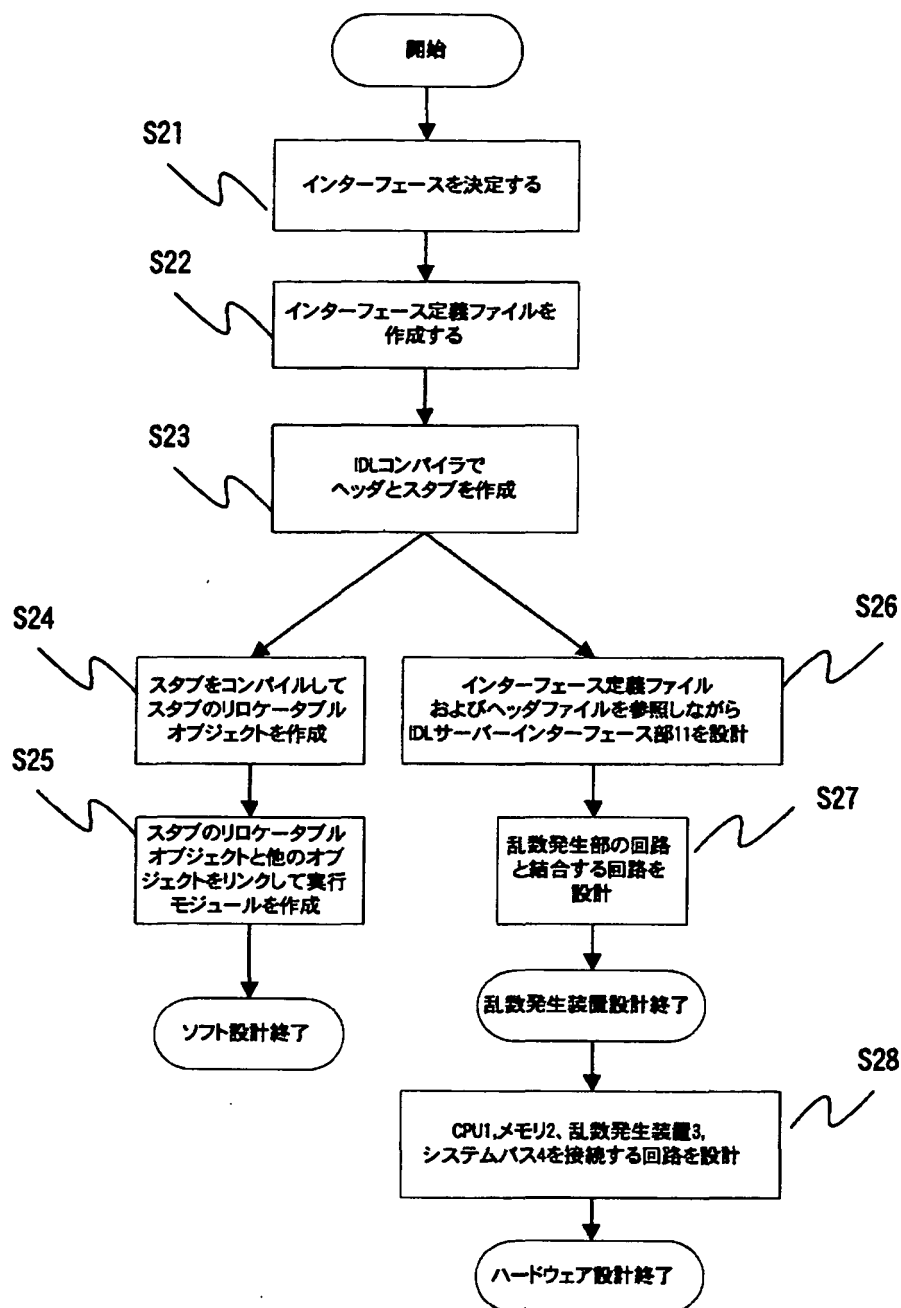 開始
S21
インターフェースを決定する
S22
インターフェース定義ファイルを
作成する
S23
IDLコンパイラで
ヘッダとスタブを作成
S24
スタブをコンパイルして
スタブのリロケータブル
オブジェクトを作成
S25
スタブのリロケータブル
オブジェクトと他のオブ
ジェクトをリンクして実行
モジュールを作成
ソフト設計終了
S26
インターフェース定義ファイル
およびヘッダファイルを参照しながら
IDLサーバーインターフェース部11を設計
S27
乱数発生部の回路
と結合する回路を
設計
乱数発生装置設計終了
S28
CPU1,メモリ2、乱数発生装置3,
システムバス4を接続する回路を設計
ハードウェア設計終了